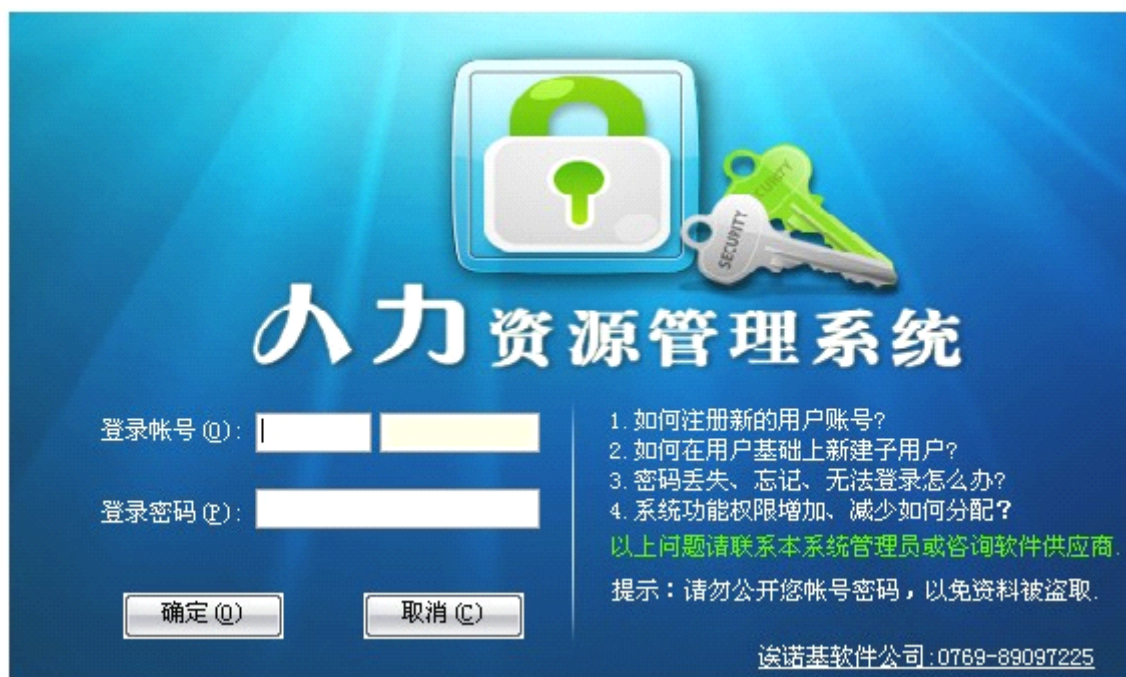 SECURITY
SECURITY
人力资源管理系统
登录帐号(O):
登录密码(P):
确定(O)
取消(C)
1.如何注册新的用户账号?
2.如何在用户基础上新建子用户?
3.密码丢失、忘记、无法登录怎么办?
4.系统功能权限增加、减少如何分配?
以上问题请联系本系统管理员或咨询软件供应商.
提示：请勿公开您帐号密码，以免资料被盗取.
诶诺基软件公司:0769-89097225